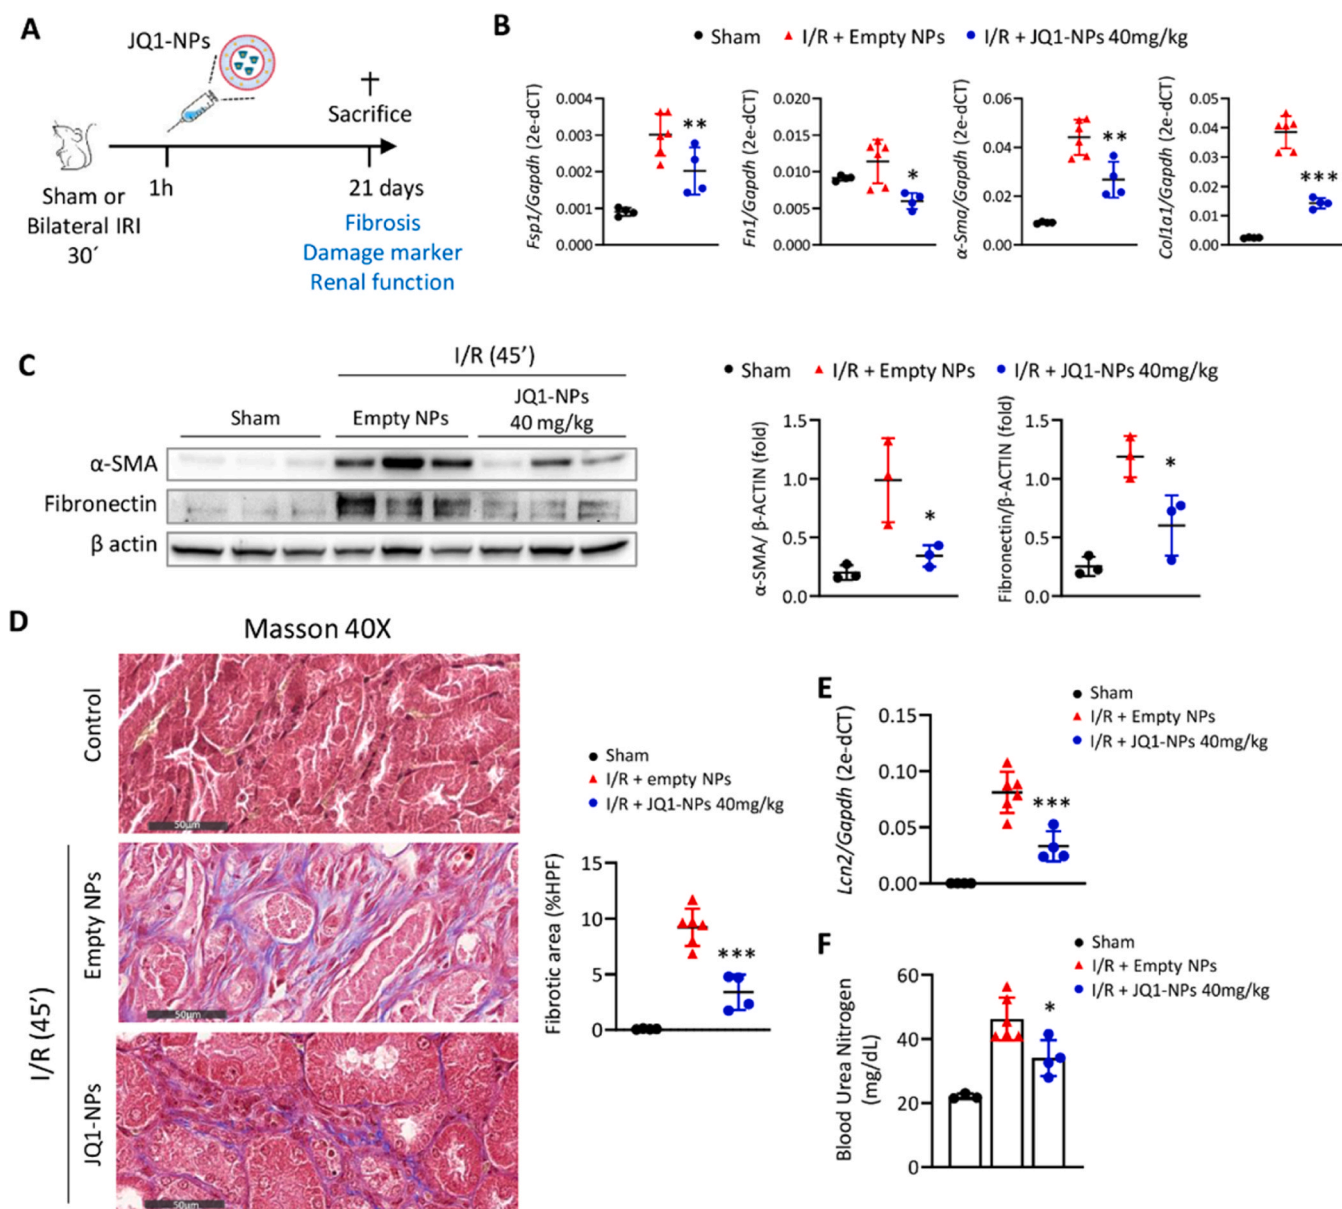 A
JQ1-NPs
Sacrifice
Sham or
Bilateral IRI
30´
1h
21 days
Fibrosis
Damage marker
Renal function
B
Sham
I/R + Empty NPs
I/R + JQ1-NPs 40mg/kg
Fsp1/Gapdh (2e-dCT)
0.004
0.003
0.002
0.001
0.000
**
Fn1/Gapdh (2e-dCT)
0.020
0.015
0.010
0.005
0.000
*
α-Sma/Gapdh (2e-dCT)
0.06
0.04
0.02
0.00
**
Col1a1/Gapdh (2e-dCT)
0.05
0.04
0.03
0.02
0.01
0.00
***
C
I/R (45’)
Sham
Empty NPs
JQ1-NPs
40 mg/kg
α-SMA
Fibronectin
β actin
Sham
I/R + Empty NPs
I/R + JQ1-NPs 40mg/kg
α-SMA/ β-ACTIN (fold)
1.5
1.0
0.5
0.0
*
Fibronectin/β-ACTIN (fold)
1.5
1.0
0.5
0.0
*
D
Masson 40X
Control
50µm
I/R (45’)
Empty NPs
50µm
JQ1-NPs
50µm
Sham
I/R + empty NPs
I/R + JQ1-NPs 40mg/kg
Fibrotic area (%HPF)
15
10
5
0
***
E
Sham
I/R + Empty NPs
I/R + JQ1-NPs 40mg/kg
Lcn2/Gapdh (2e-dCT)
0.15
0.10
0.05
0.00
***
F
Sham
I/R + Empty NPs
I/R + JQ1-NPs 40mg/kg
Blood Urea Nitrogen
(mg/dL)
60
40
20
0
*